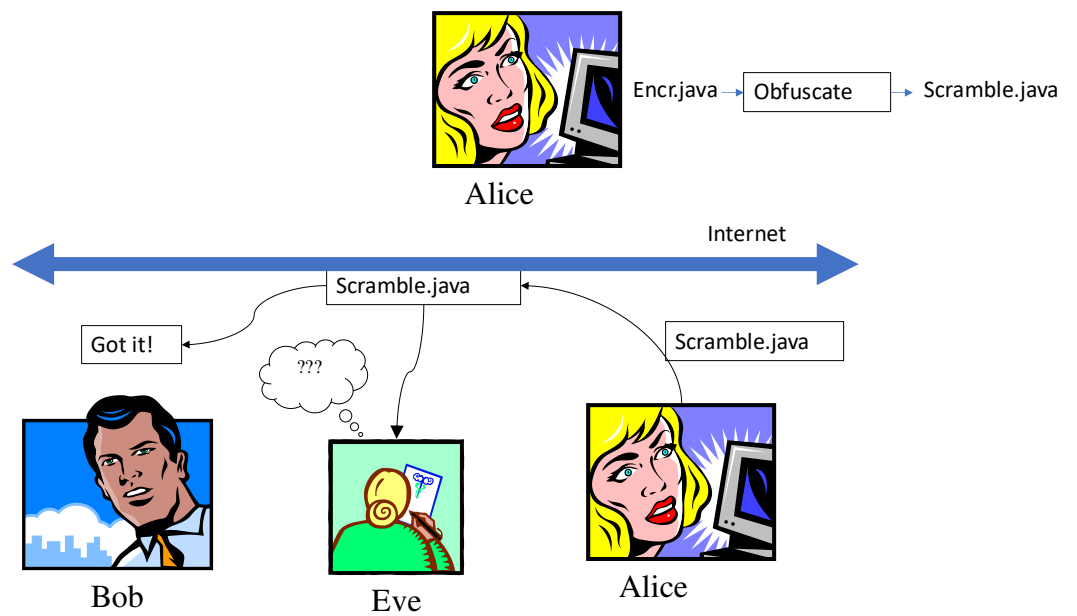 Encr.java
Obfuscate
Scramble.java
Alice
Internet
Scramble.java
Got it!
???
Scramble.java
Bob
Eve
Alice